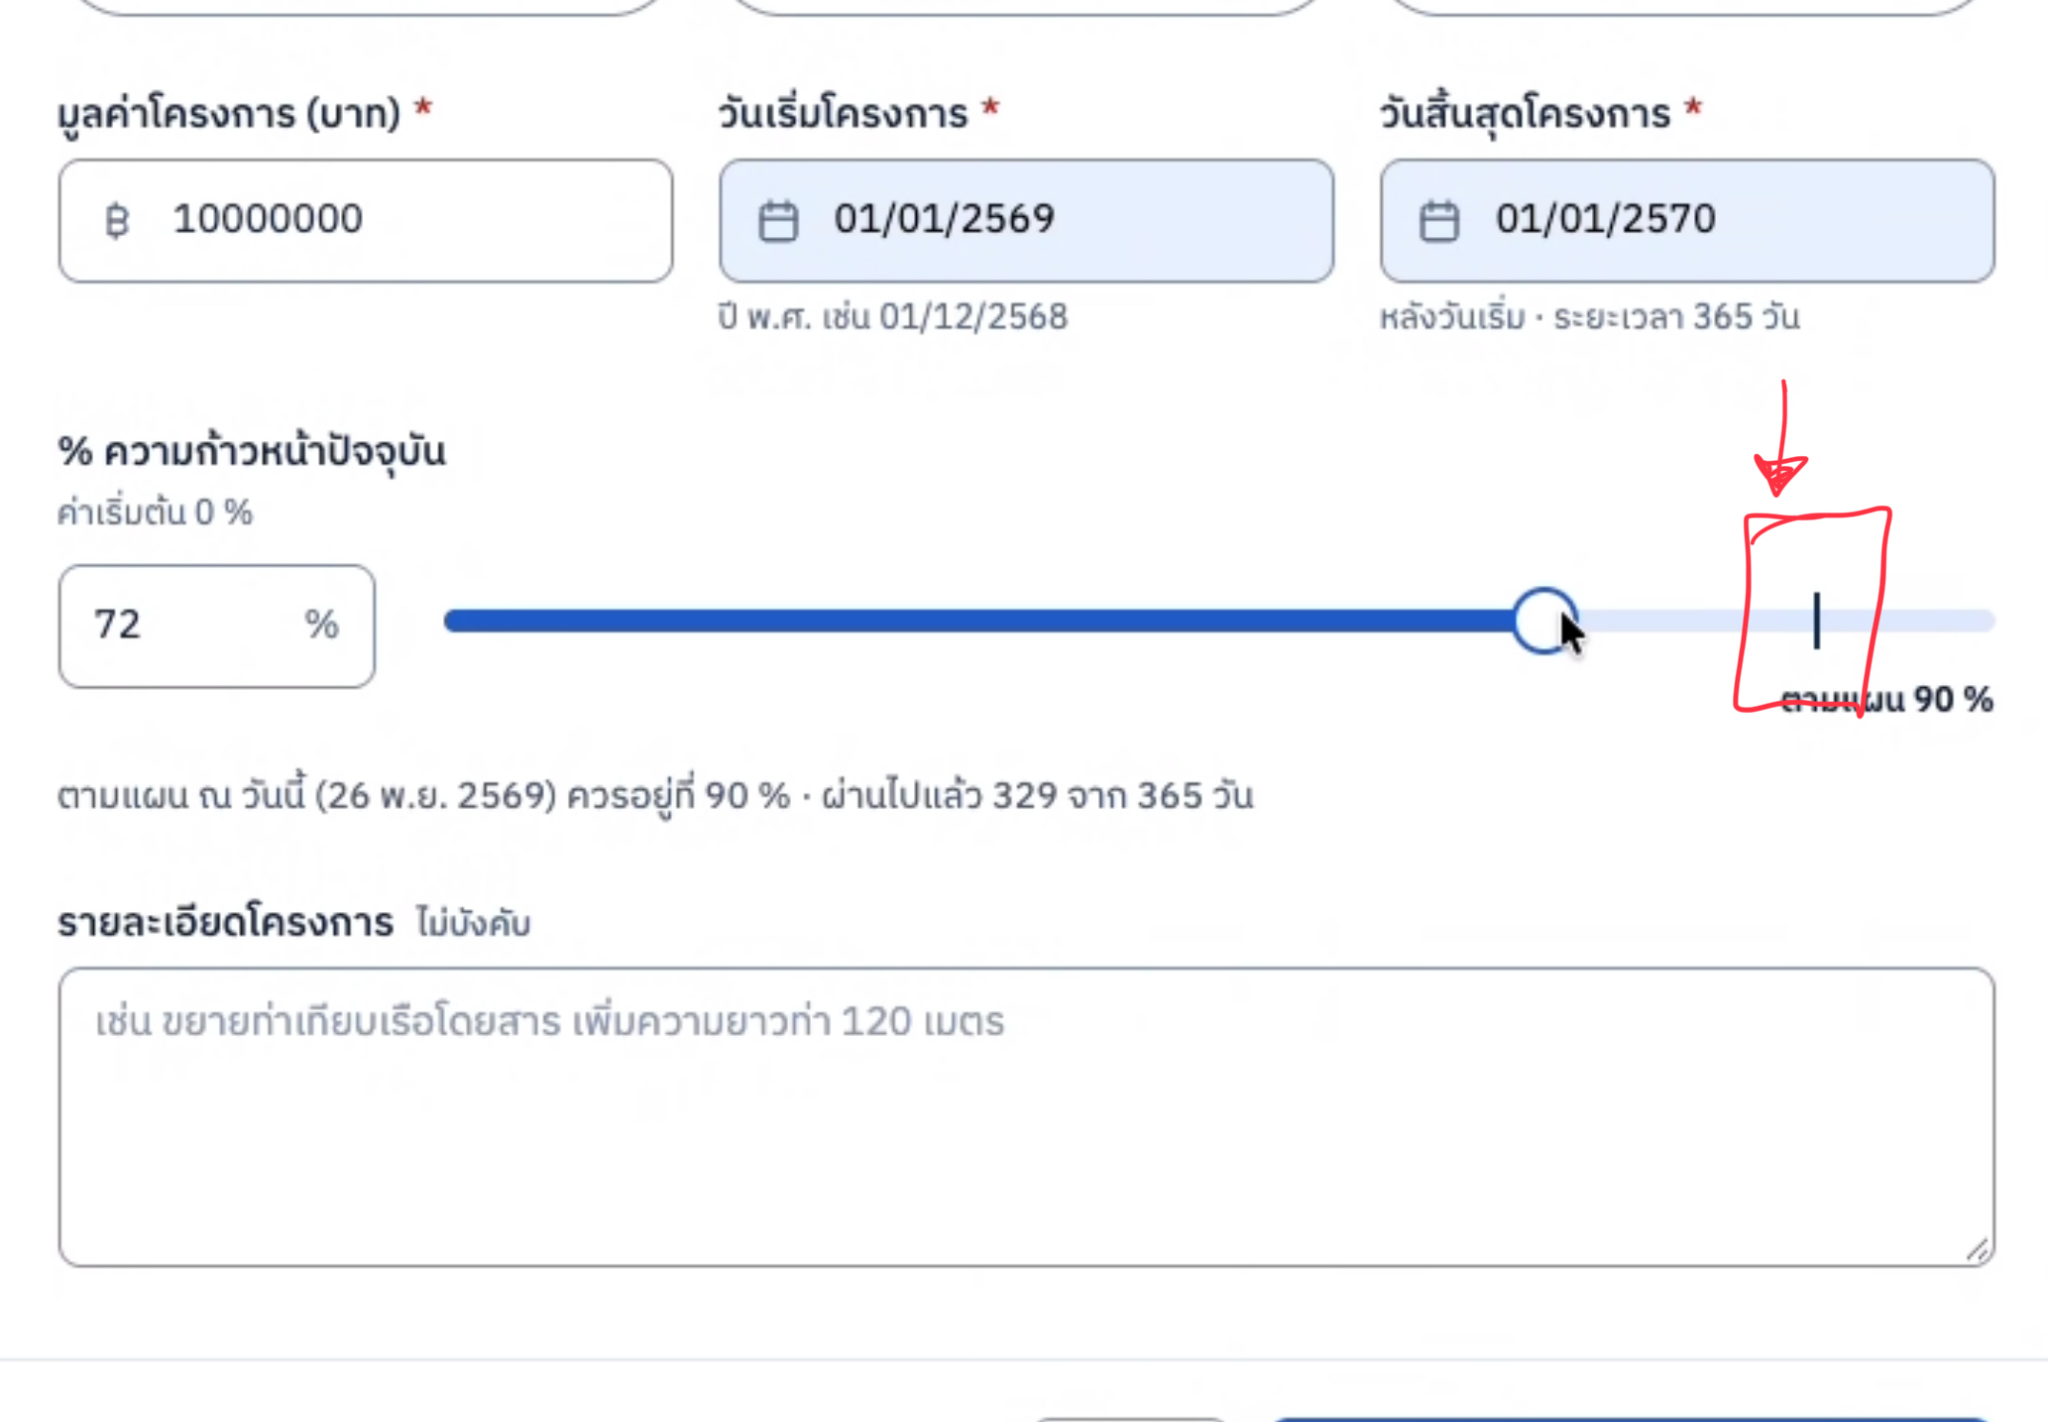 มูลค่าโครงการ (บาท) *
วันเริ่มโครงการ *
วันสิ้นสุดโครงการ *
฿ 10000000
01/01/2569
01/01/2570
ปี พ.ศ. เช่น 01/12/2568
หลังวันเริ่ม · ระยะเวลา 365 วัน
% ความก้าวหน้าปัจจุบัน
ค่าเริ่มต้น 0 %
72 %
ตามแผน 90 %
ตามแผน ณ วันนี้ (26 พ.ย. 2569) ควรอยู่ที่ 90 % · ผ่านไปแล้ว 329 จาก 365 วัน
รายละเอียดโครงการ ไม่บังคับ
เช่น ขยายท่าเทียบเรือโดยสาร เพิ่มความยาวท่า 120 เมตร